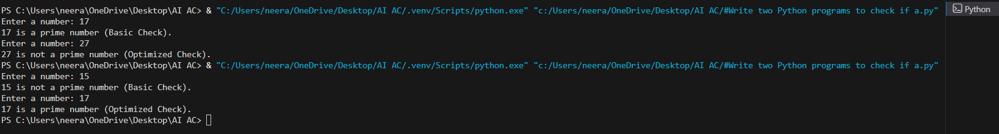 PS C:\Users\neera\OneDrive\Desktop\AI AC> & "C:/Users/neera/OneDrive/Desktop/AI AC/.venv/Scripts/python.exe" "c:/Users/neera/OneDrive/Desktop/AI AC/#Write two Python programs to check if a.py"
Enter a number: 17
17 is a prime number (Basic Check).
Enter a number: 27
27 is not a prime number (Optimized Check).
PS C:\Users\neera\OneDrive\Desktop\AI AC> & "C:/Users/neera/OneDrive/Desktop/AI AC/.venv/Scripts/python.exe" "c:/Users/neera/OneDrive/Desktop/AI AC/#Write two Python programs to check if a.py"
Enter a number: 15
15 is not a prime number (Basic Check).
Enter a number: 17
17 is a prime number (Optimized Check).
PS C:\Users\neera\OneDrive\Desktop\AI AC>
Python